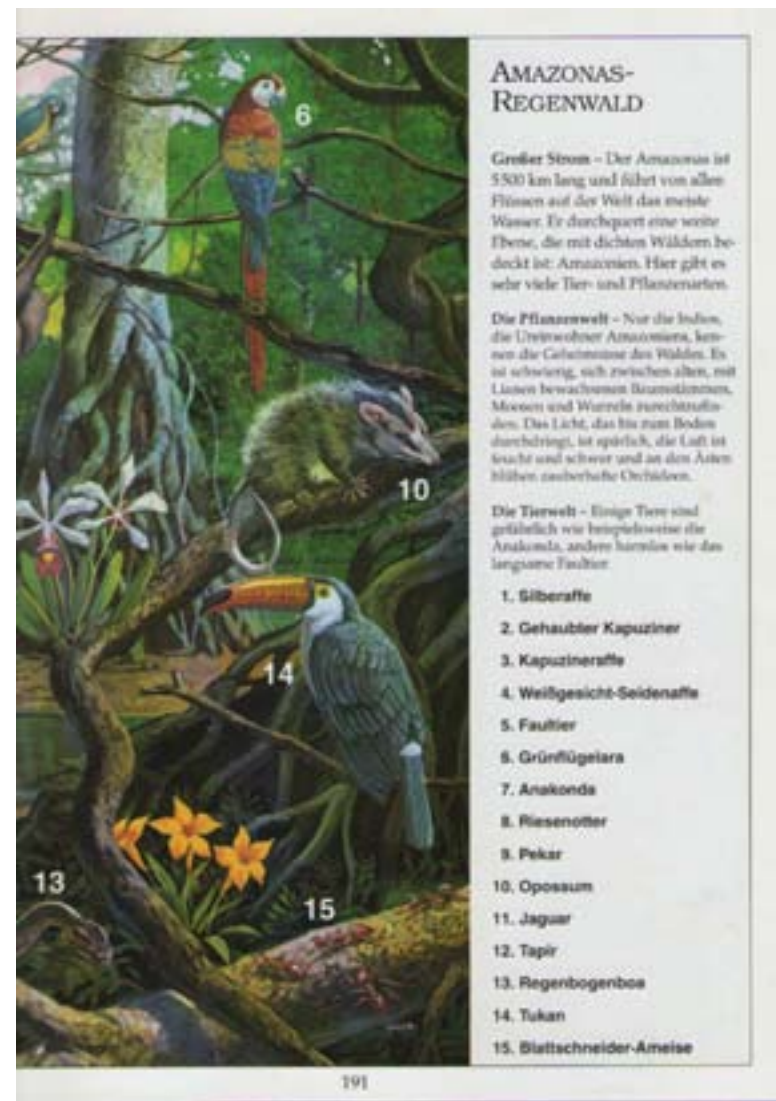 AMAZONAS-
REGENWALD
Großer Strom – Der Amazonas ist
5500 km lang und führt von allen
Flüssen auf der Welt das meiste
Wasser. Er durchquert eine weite
Ebene, die mit dichten Wäldern be-
deckt ist: Amazonien. Hier gibt es
sehr viele Tier- und Pflanzenarten.
Die Pflanzenwelt – Nur die Indios,
die Ureinwohner Amazoniens, ken-
nen die Geheimnisse des Waldes. Es
ist schwierig, sich zwischen alten, mit
Lianen bewachsenen Baumstämmen,
Moosen und Wurzeln zurechtzufin-
den. Das Licht, das bis zum Boden
durchdringt, ist spärlich, die Luft ist
feucht und schwer und an den Ästen
blühen zauberhafte Orchideen.
Die Tierwelt – Einige Tiere sind
gefährlich wie beispielsweise die
Anakonda, andere harmlos wie das
langsame Faultier.
1. Silberaffe
2. Gehaubter Kapuziner
3. Kapuzineraffe
4. Weißgesicht-Seidenaffe
5. Faultier
6. Grünflügelara
7. Anakonda
8. Riesenotter
9. Pekar
10. Opossum
11. Jaguar
12. Tapir
13. Regenbogenboa
14. Tukan
15. Blattschneider-Ameise
6
10
14
13
15
191